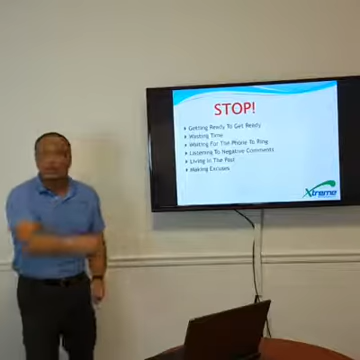 STOP!
Getting Ready To Get Ready
Wasting Time
Waiting For The Phone To Ring
Listening To Negative Comments
Living In The Past
Making Excuses
Xtreme